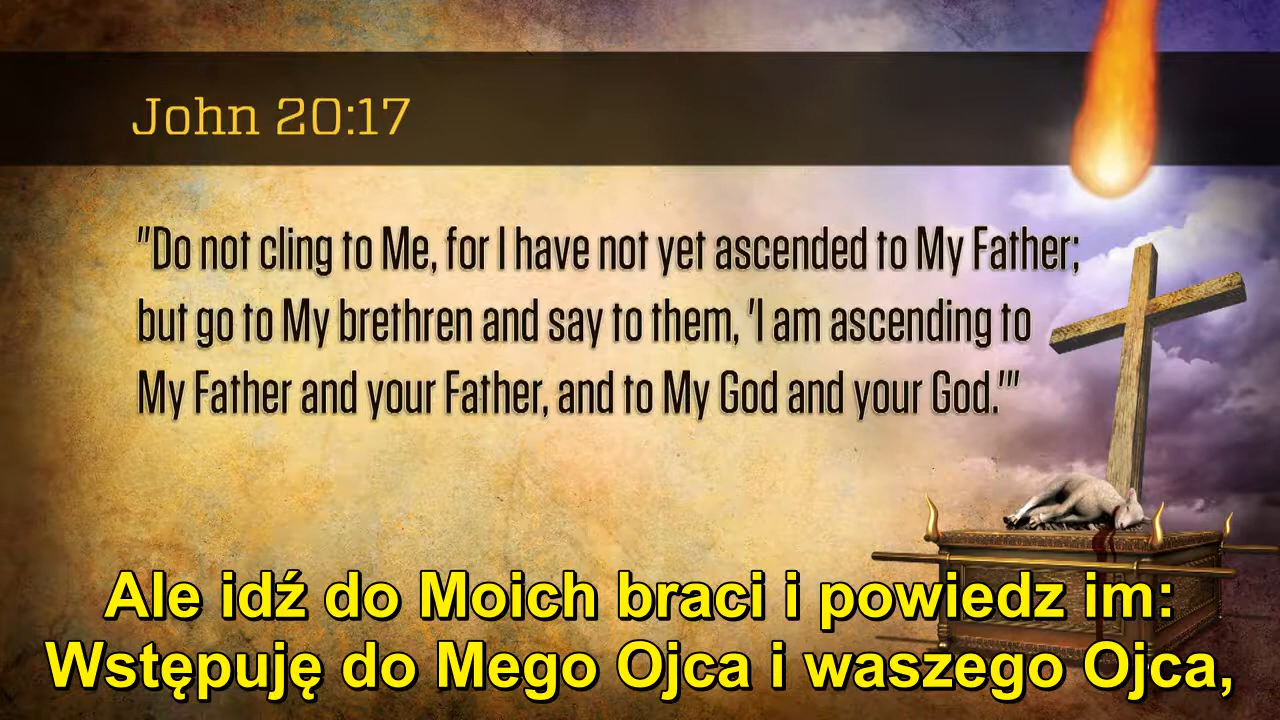 John 20:17
"Do not cling to Me, for I have not yet ascended to My Father;
but go to My brethren and say to them, 'I am ascending to
My Father and your Father, and to My God and your God.'"
Ale idź do Moich braci i powiedz im:
Wstępuję do Mego Ojca i waszego Ojca,